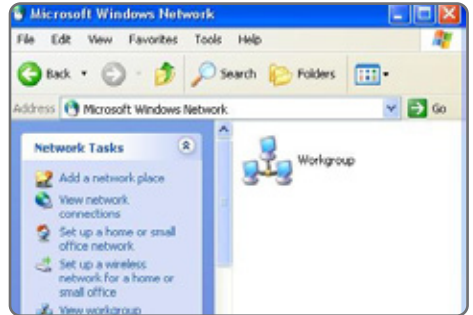 Microsoft Windows Network
File Edit View Favorites Tools Help
Back Search Folders
Address Microsoft Windows Network Go
Network Tasks
Add a network place
View network
connections
Set up a home or small
office network
Set up a wireless
network for a home or
small office
View workgroup
Workgroup